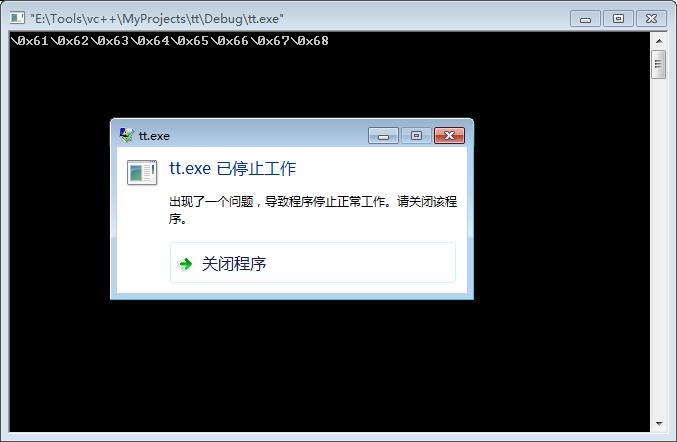 "E:\Tools\vc++\MyProjects\tt\Debug\tt.exe"
\0x61\0x62\0x63\0x64\0x65\0x66\0x67\0x68
tt.exe
tt.exe 已停止工作
出现了一个问题，导致程序停止正常工作。请关闭该程
序。
关闭程序